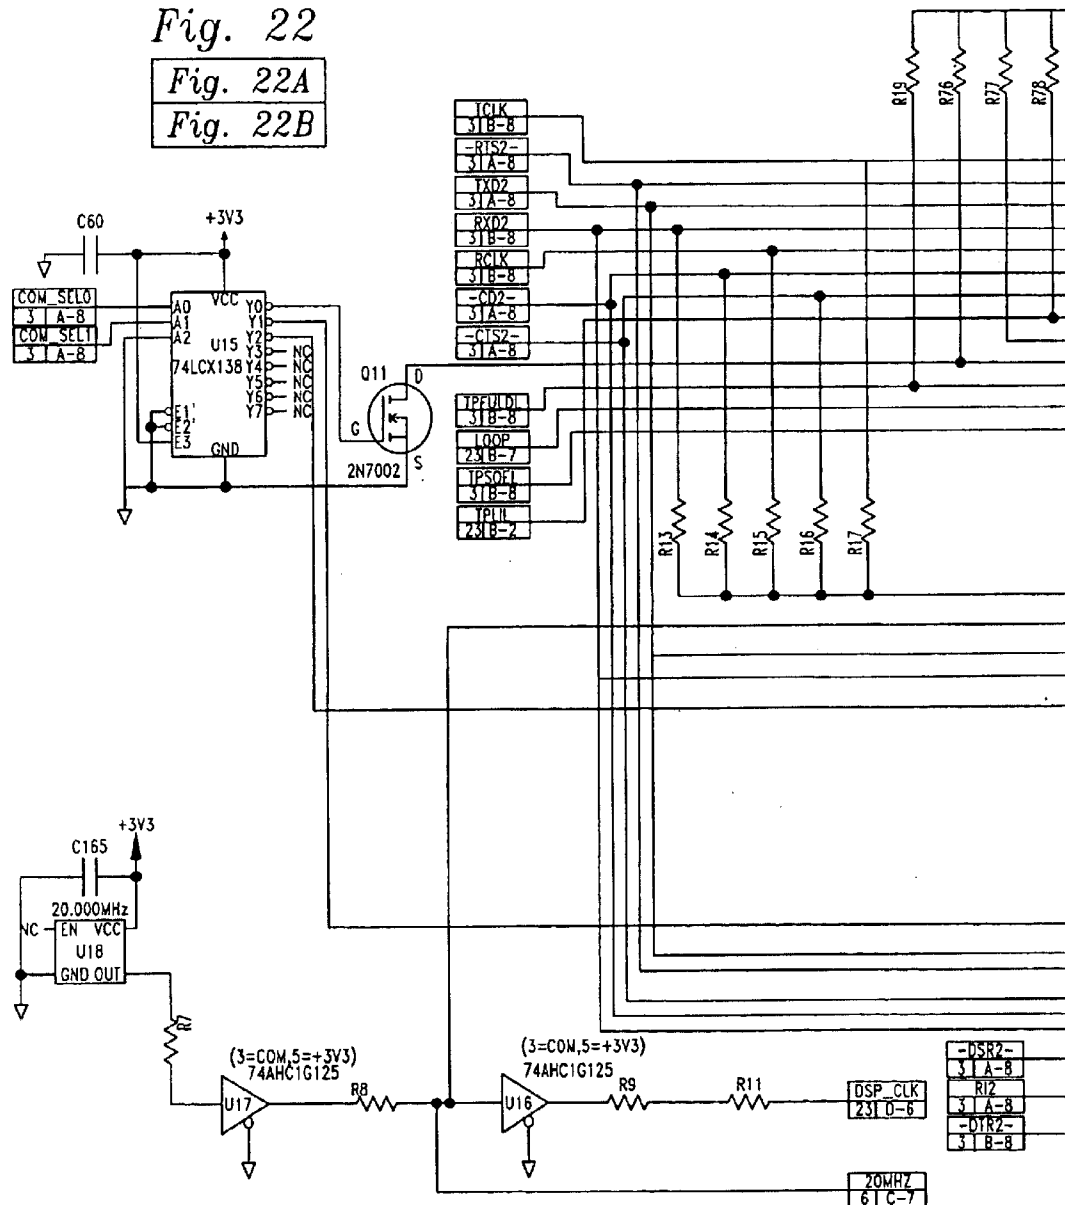 Fig. 22
Fig. 22A
Fig. 22B
R19
R76
R77
R78
TCLK
3 B-8
-RTS2-
3 A-8
TXD2
3 A-8
RXD2
3 B-8
RCLK
3 B-8
-CD2-
3 A-8
-CTS2-
3 A-8
C60
+3V3
COM_SEL0
3 A-8
COM_SEL1
3 A-8
VCC
A0
A1
A2
U15
74LCX138
E1'
E2'
E3
GND
Y0
Y1
Y2
Y3 NC
Y4 NC
Y5 NC
Y6 NC
Y7 NC
Q11
D
G
S
2N7002
TPFULDL
3 B-8
LOOP
23 B-7
TPSOFL
3 B-8
TPLIL
23 B-2
R13
R14
R15
R16
R17
+3V3
C165
20.000MHz
NC
EN VCC
U18
GND OUT
R7
(3=COM,5=+3V3)
74AHC1G125
U17
R8
(3=COM,5=+3V3)
74AHC1G125
U16
R9
R11
DSP_CLK
23 D-6
-DSR2-
3 A-8
RI2
3 A-8
-DTR2-
3 B-8
20MHZ
6 C-7